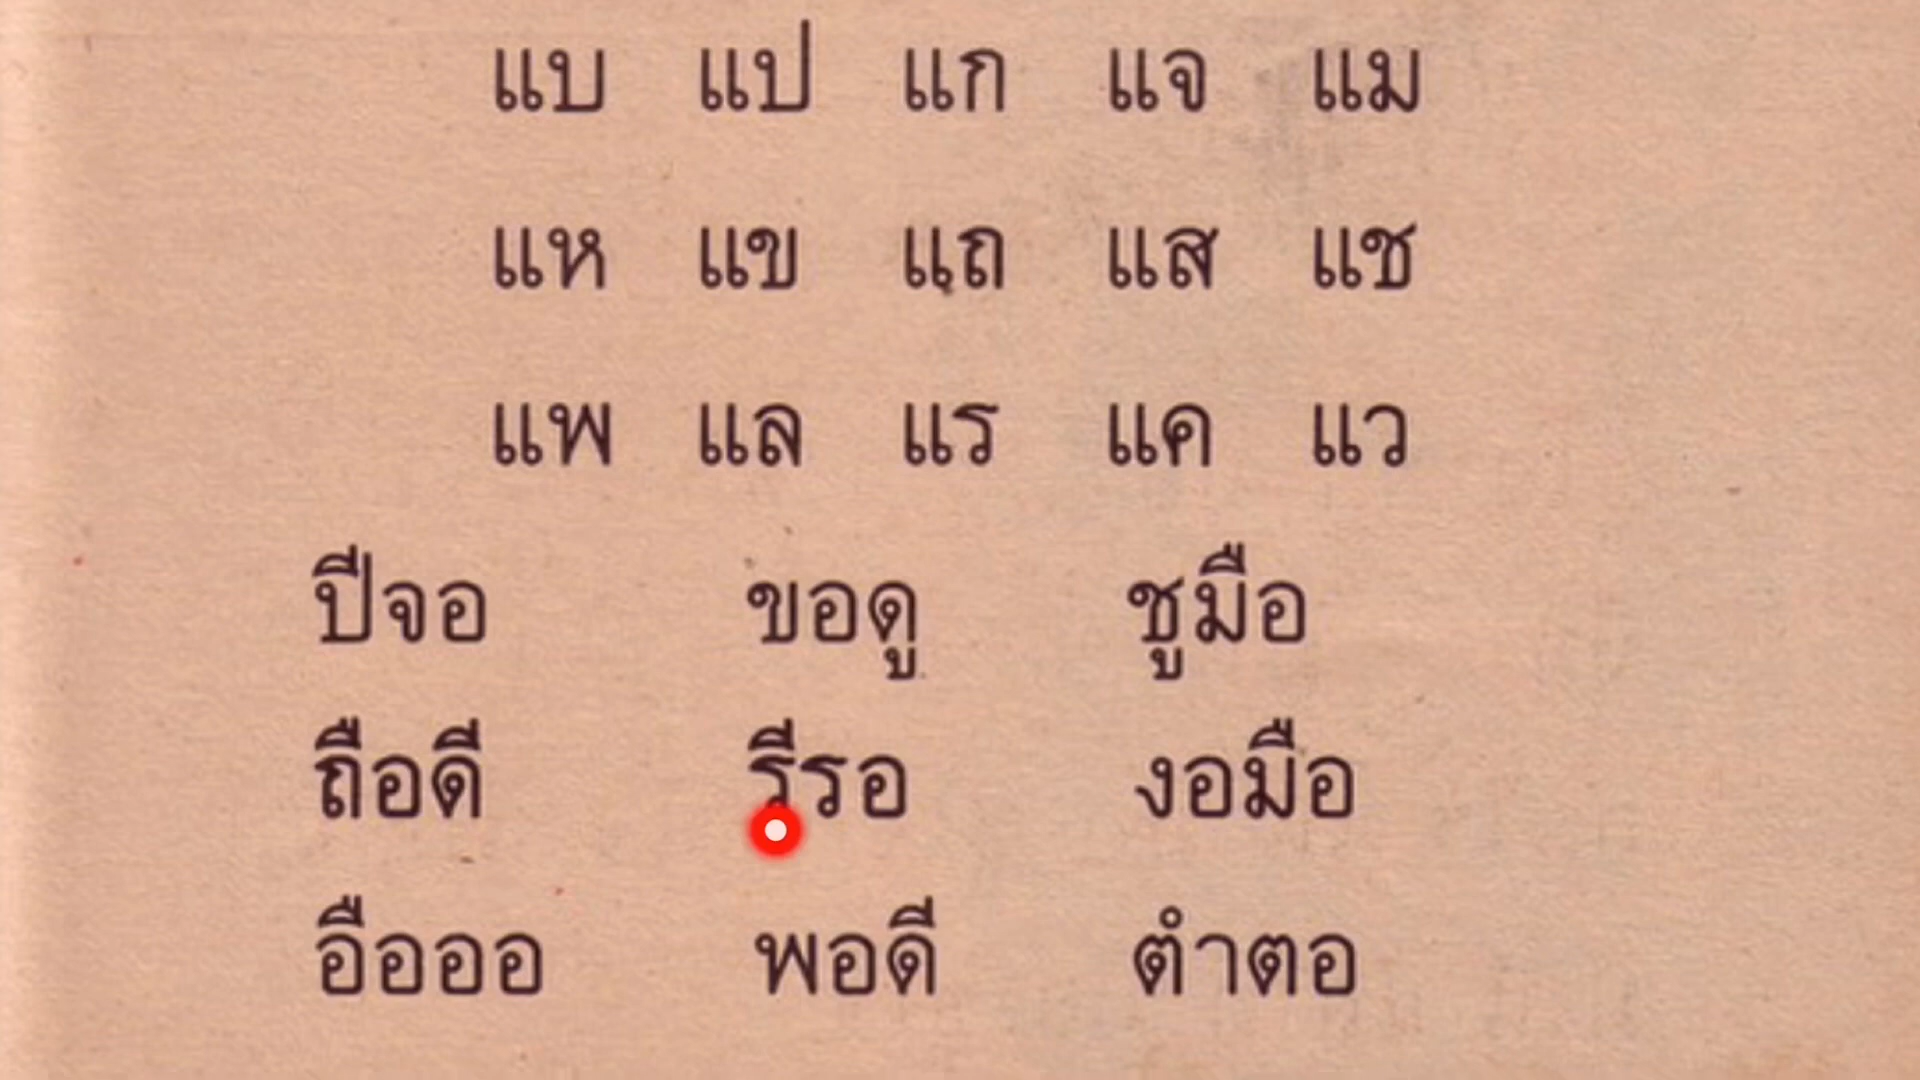 แบ แป แก แจ แม
แห แข แถ แส แช
แพ แล แร แค แว
ปีจอ ขอดู ชูมือ
ถือดี รีรอ งอมือ
อือออ พอดี ตำตอ